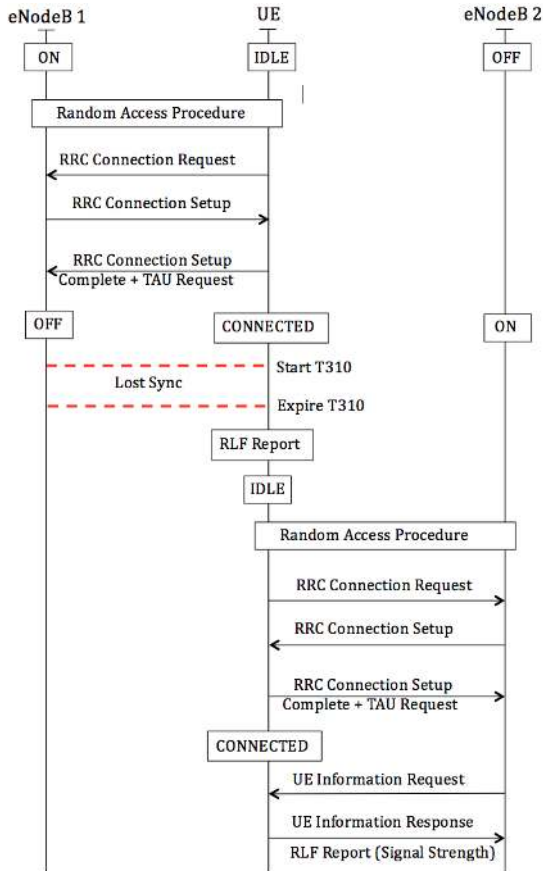 eNodeB 1 UE eNodeB 2
ON IDLE OFF
Random Access Procedure
RRC Connection Request
RRC Connection Setup
RRC Connection Setup
Complete + TAU Request
OFF CONNECTED ON
Start T310
Lost Sync
Expire T310
RLF Report
IDLE
Random Access Procedure
RRC Connection Request
RRC Connection Setup
RRC Connection Setup
Complete + TAU Request
CONNECTED
UE Information Request
UE Information Response
RLF Report (Signal Strength)